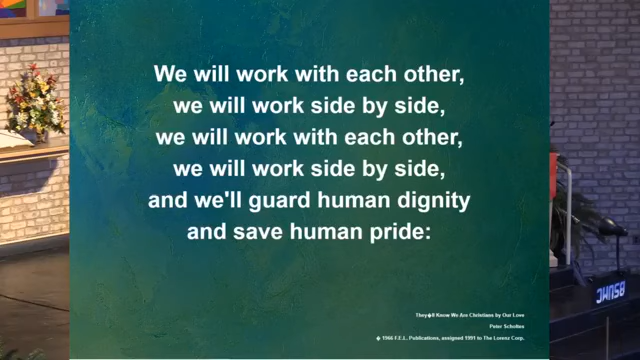 We will work with each other,
we will work side by side,
we will work with each other,
we will work side by side,
and we'll guard human dignity
and save human pride:
They�ll Know We Are Christians by Our Love
Peter Scholtes
� 1966 F.E.L. Publications, assigned 1991 to The Lorenz Corp.